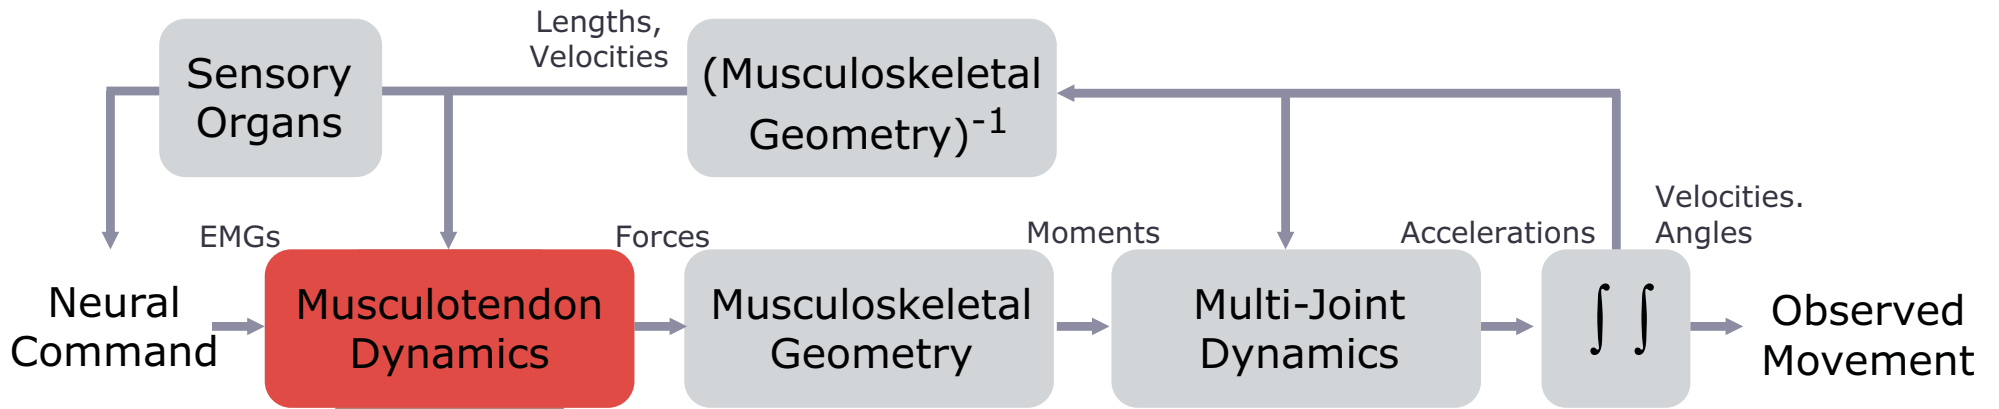 Lengths,
Velocities
Sensory
Organs
(Musculoskeletal
Geometry)⁻¹
Velocities.
Angles
EMGs
Forces
Moments
Accelerations
Neural
Command
Musculotendon
Dynamics
Musculoskeletal
Geometry
Multi-Joint
Dynamics
∫ ∫
Observed
Movement